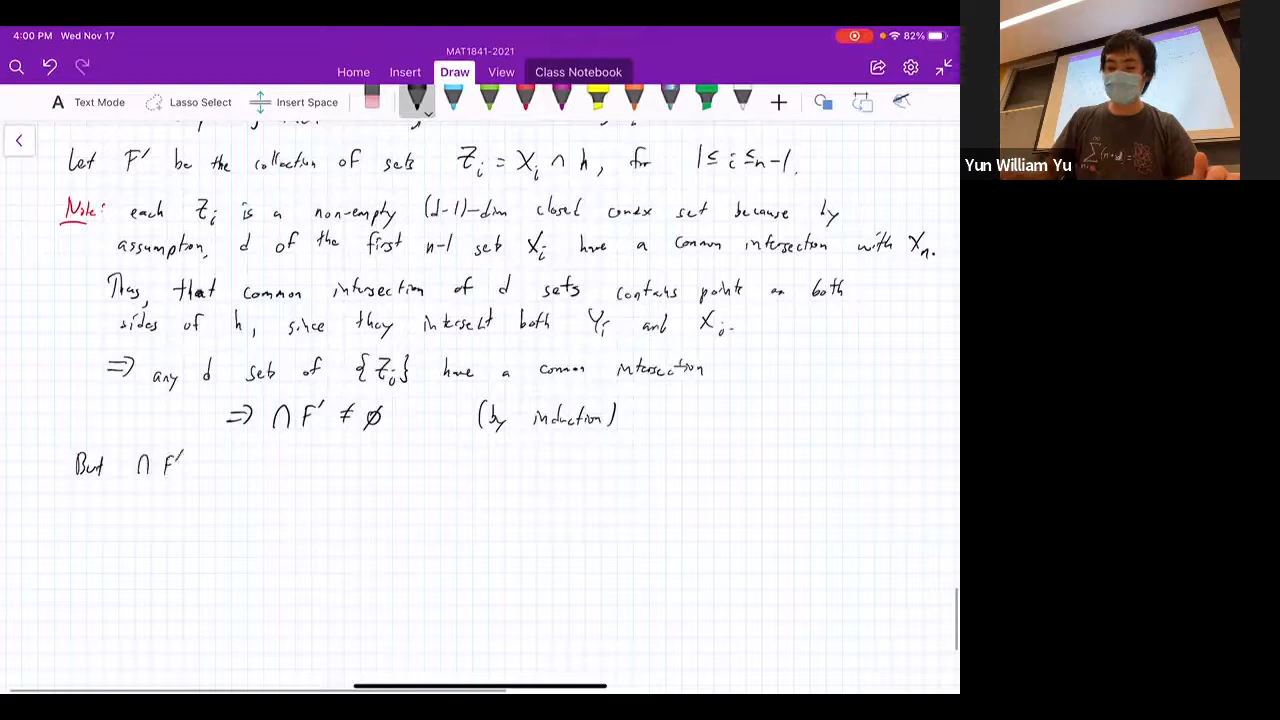 4:00 PM Wed Nov 17
82%
MAT1841-2021
Home Insert Draw View Class Notebook
Text Mode Lasso Select Insert Space
Let F' be the collection of sets Z_i = X_i ∩ h, for 1 ≤ i ≤ n-1.
Note: each Z_i is a non-empty (d-1)-dim closed convex set because by
assumption, d of the first n-1 set X_i have a common intersection with X_n.
Thus, that common intersection of d sets contains points on both
sides of h, since they intersect both and
⇒ any d sets of {Z_i} have a common intersection
⇒ ∩ F' ≠ ∅ (by induction)
But ∩ F'
Yun William Yu